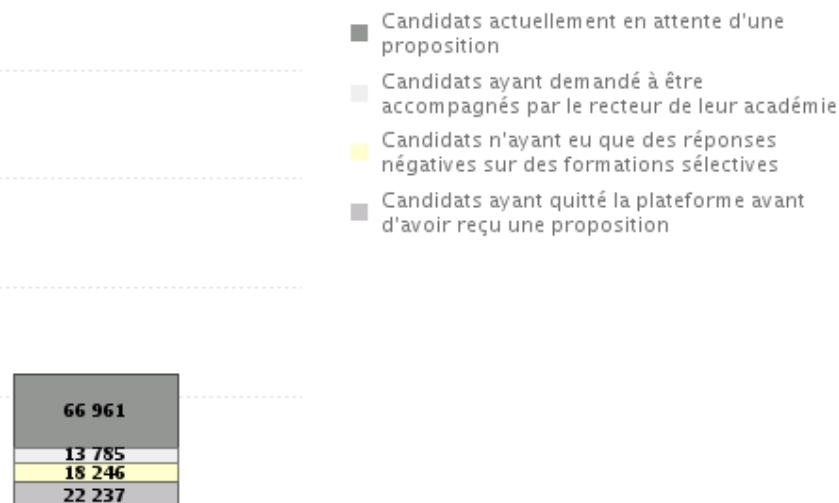 Candidats actuellement en attente d'une
proposition
Candidats ayant demandé à être
accompagnés par le recteur de leur académie
Candidats n'ayant eu que des réponses
négatives sur des formations sélectives
Candidats ayant quitté la plateforme avant
d'avoir reçu une proposition
66 961
13 785
18 246
22 237